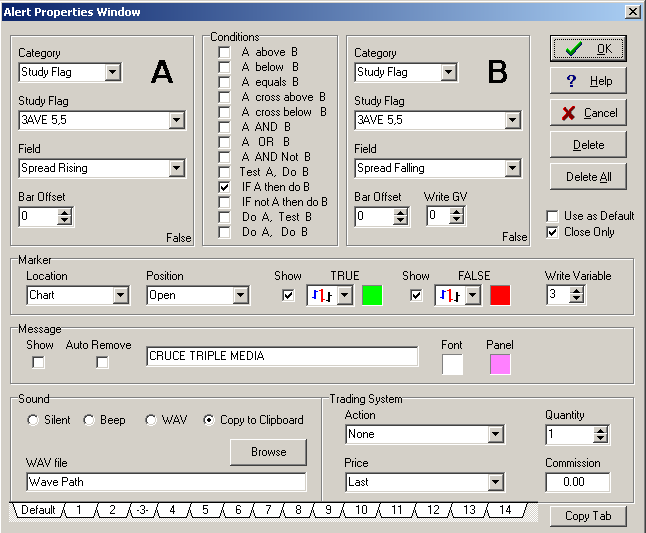 Alert Properties Window
Category
Study Flag
A
Study Flag
3AVE 5,5
Field
Spread Rising
Bar Offset
0
False
Conditions
A above B
A below B
A equals B
A cross above B
A cross below B
A AND B
A OR B
A AND Not B
Test A, Do B
IF A then do B
IF not A then do B
Do A, Test B
Do A, Do B
Category
Study Flag
B
Study Flag
3AVE 5,5
Field
Spread Falling
Bar Offset Write GV
0 0
False
OK
? Help
Cancel
Delete
Delete All
Use as Default
Close Only
Marker
Location Position Show TRUE Show FALSE Write Variable
Chart Open 3
Message
Show Auto Remove Font Panel
CRUCE TRIPLE MEDIA
Sound
Silent Beep WAV Copy to Clipboard
Browse
WAV file
Wave Path
Trading System
Action Quantity
None 1
Price Commission
Last 0.00
Default 1 2 -3- 4 5 6 7 8 9 10 11 12 13 14
Copy Tab